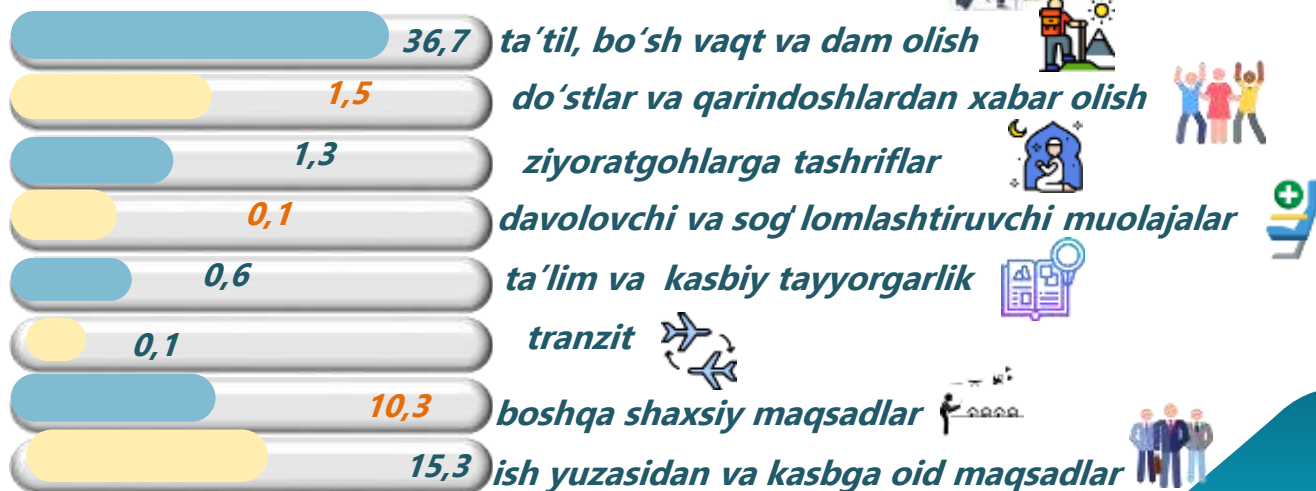 36,7 ta’til, bo‘sh vaqt va dam olish
1,5 do‘stlar va qarindoshlardan xabar olish
1,3 ziyoratgohlarga tashriflar
0,1 davolovchi va sog' lomlashtiruvchi muolajalar
0,6 ta’lim va kasbiy tayyorgarlik
0,1 tranzit
10,3 boshqa shaxsiy maqsadlar
15,3 ish yuzasidan va kasbga oid maqsadlar